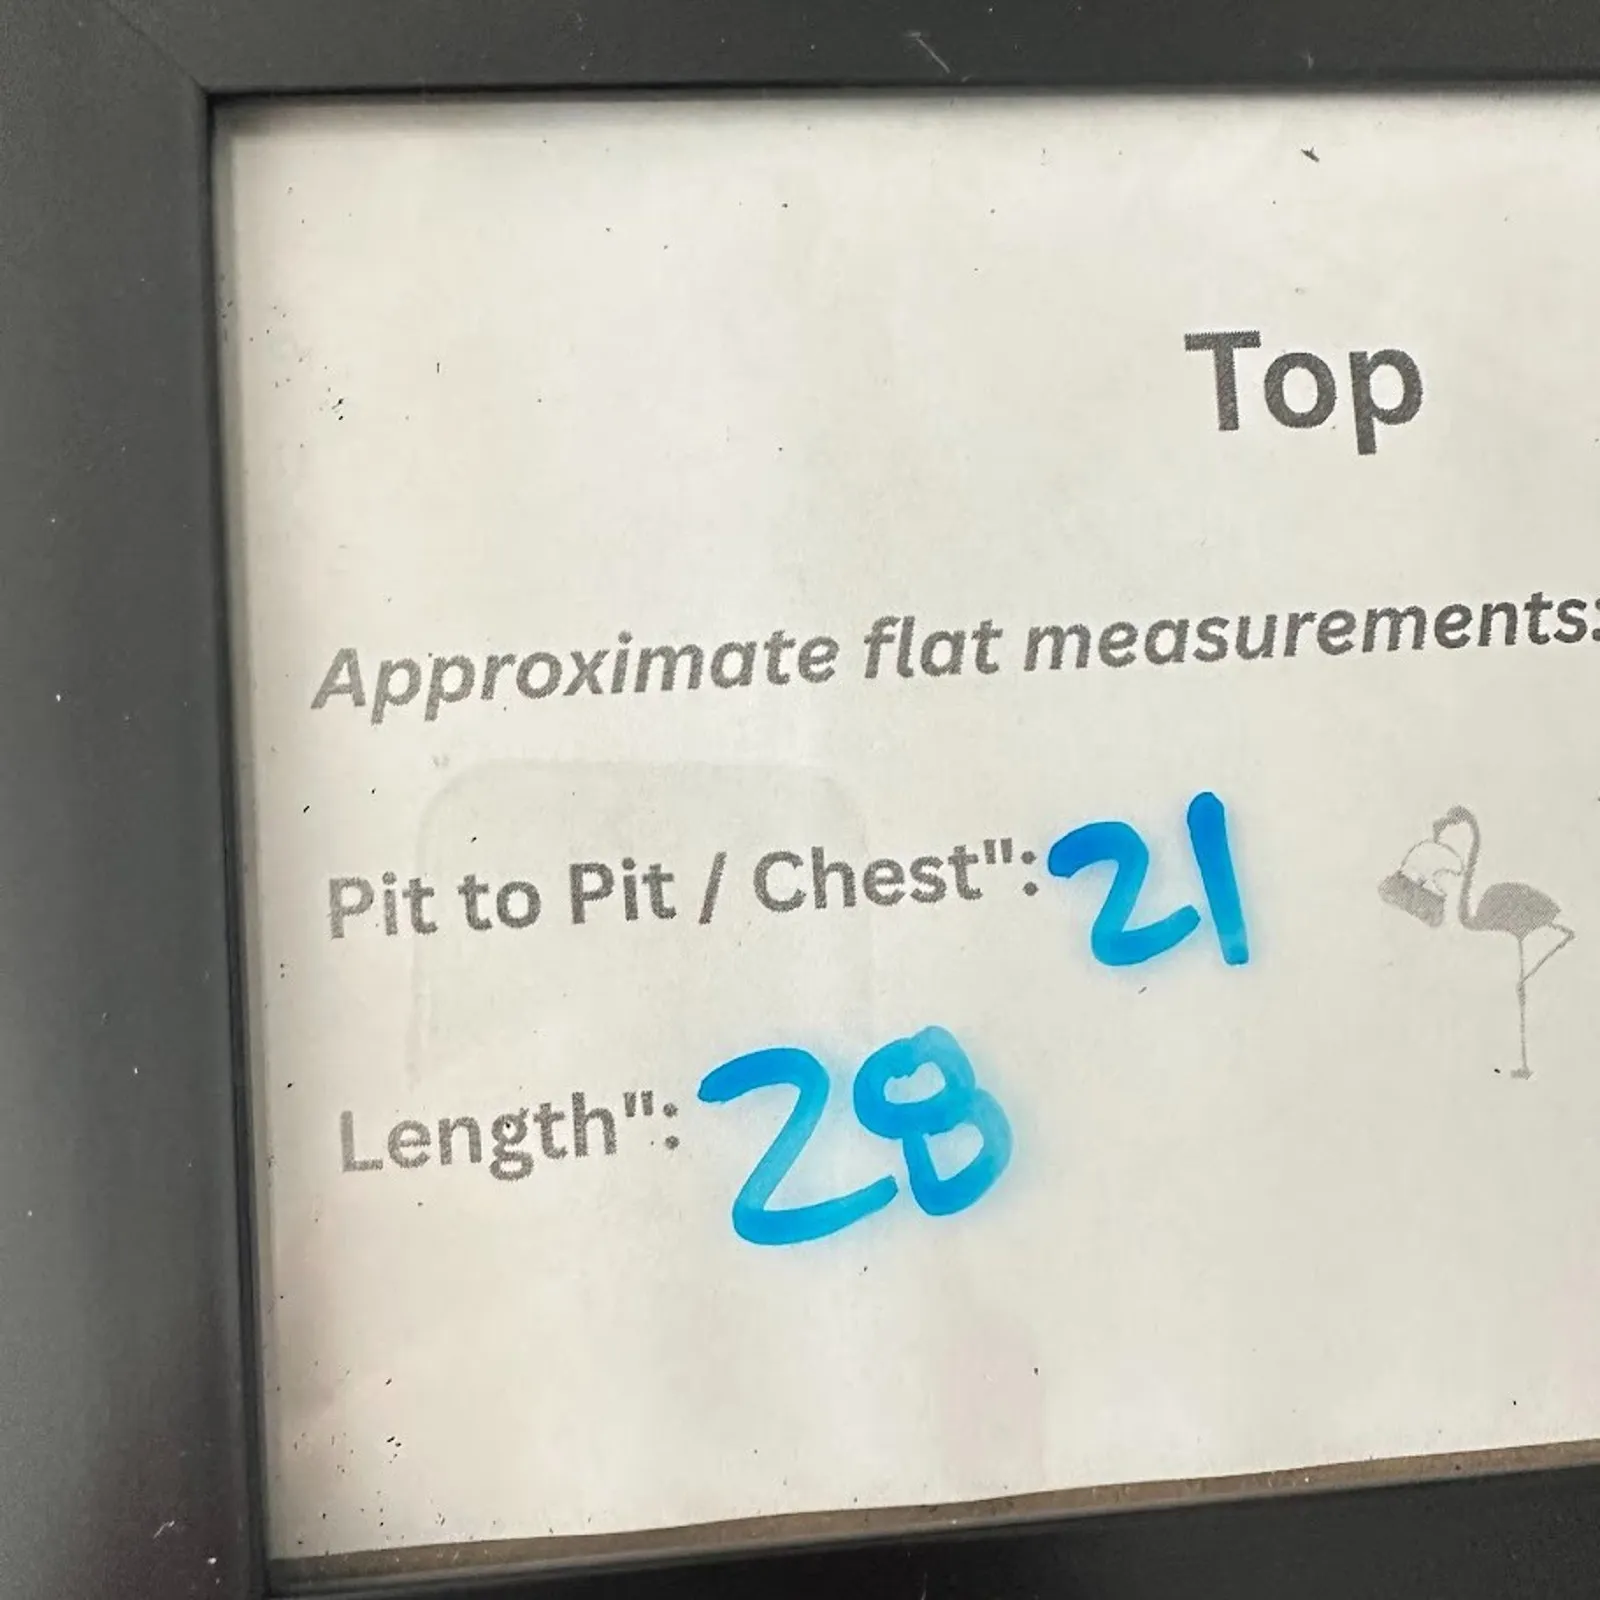 Top
Approximate flat measurements:
Pit to Pit / Chest": 21
Length": 28